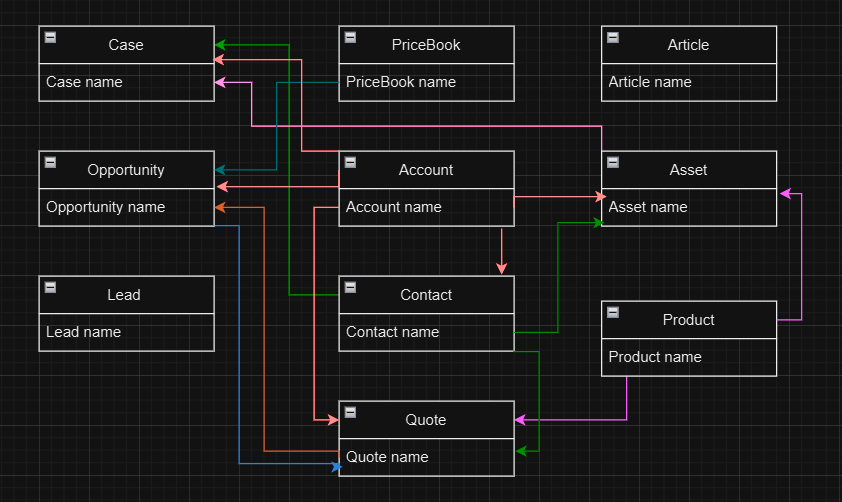 Case
Case name
PriceBook
PriceBook name
Article
Article name
Opportunity
Opportunity name
Account
Account name
Asset
Asset name
Lead
Lead name
Contact
Contact name
Product
Product name
Quote
Quote name